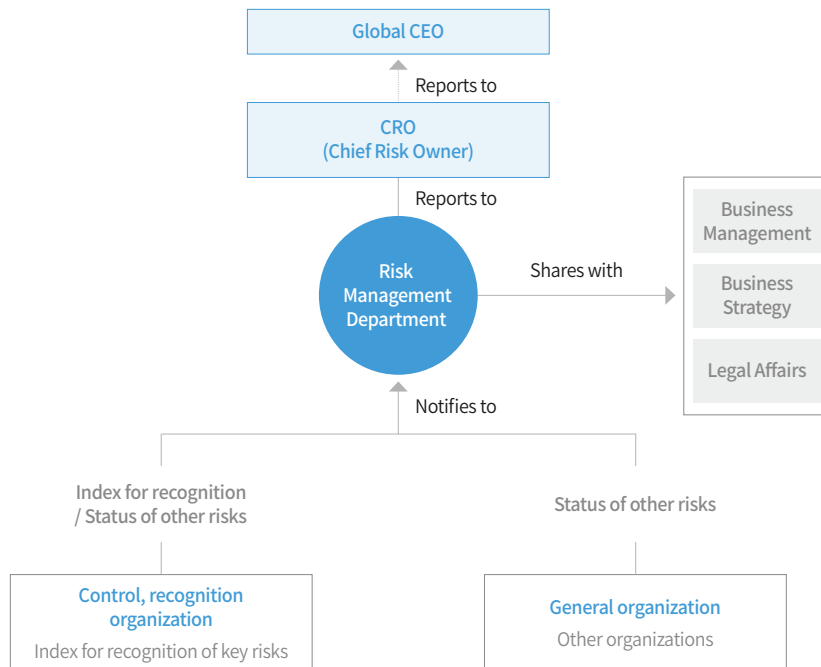 Global CEO
Reports to
CRO
(Chief Risk Owner)
Reports to
Risk
Management
Department
Shares with
Business
Management
Business
Strategy
Legal Affairs
Notifies to
Index for recognition
/ Status of other risks
Status of other risks
Control, recognition
organization
Index for recognition of key risks
General organization
Other organizations